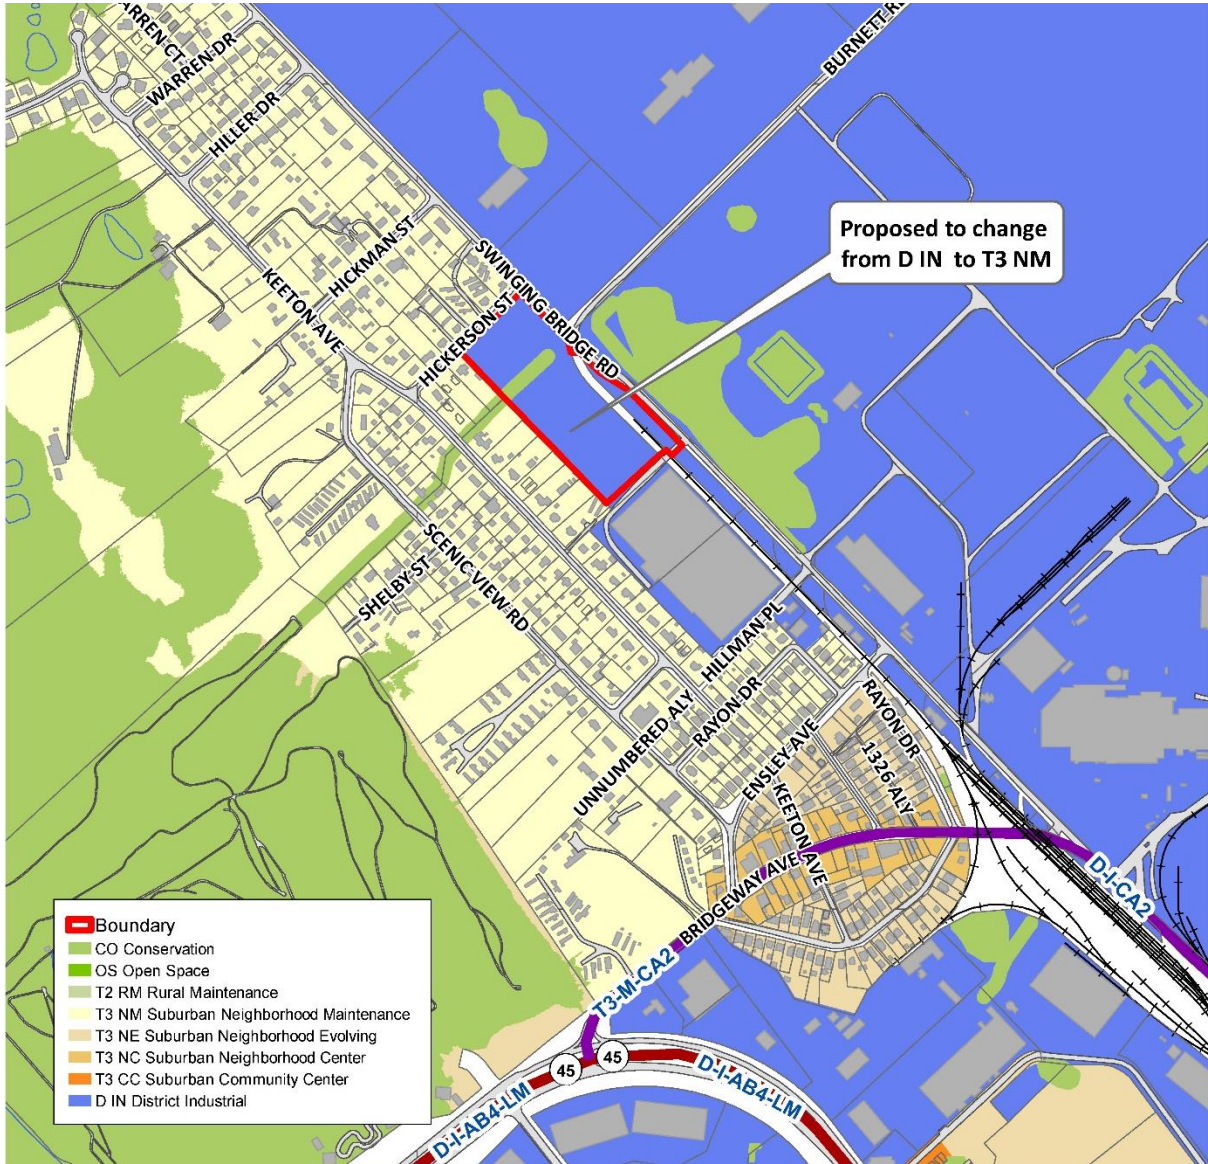 WARREN DR
HILLER DR
BURNETT
HICKMAN ST
KEETON AVE
SWINGING BRIDGE RD
HICKERSON ST
Proposed to change
from D IN to T3 NM
SHELBY ST
SCENIC VIEW RD
HILLMAN PL
UNNUMBERED ALY
RAYON DR
ENSLEY AVE
RAYON DR
1326 ALY
KEETON AVE
BRIDGEWAY AVE
D-I-CA2
T3-M-CA2
45
45
D-I-AB4-LM
D-I-AB4-LM
Boundary
CO Conservation
OS Open Space
T2 RM Rural Maintenance
T3 NM Suburban Neighborhood Maintenance
T3 NE Suburban Neighborhood Evolving
T3 NC Suburban Neighborhood Center
T3 CC Suburban Community Center
D IN District Industrial